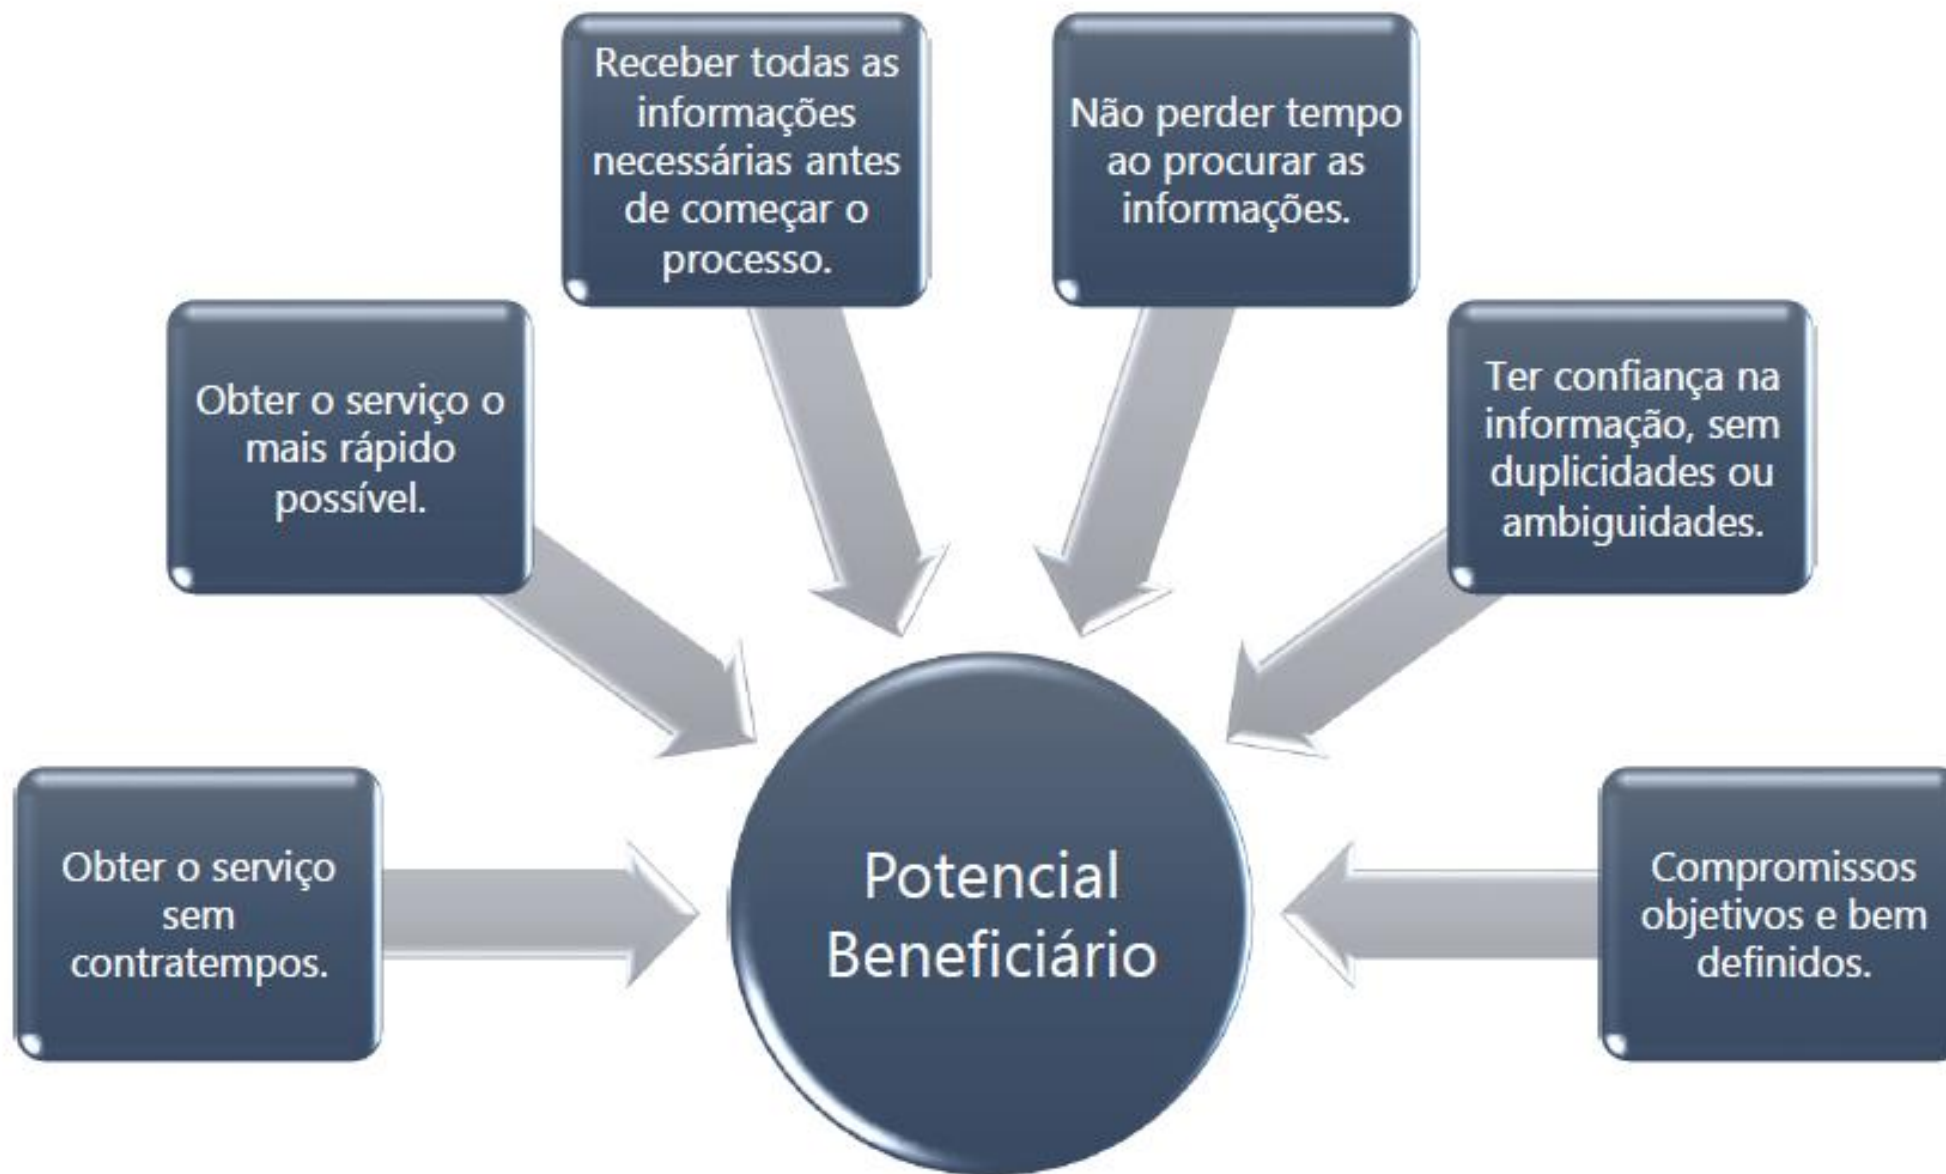 Receber todas as
informações
necessárias antes
de começar o
processo.
Não perder tempo
ao procurar as
informações.
Obter o serviço o
mais rápido
possível.
Ter confiança na
informação, sem
duplicidades ou
ambiguidades.
Obter o serviço
sem
contratempos.
Potencial
Beneficiário
Compromissos
objetivos e bem
definidos.